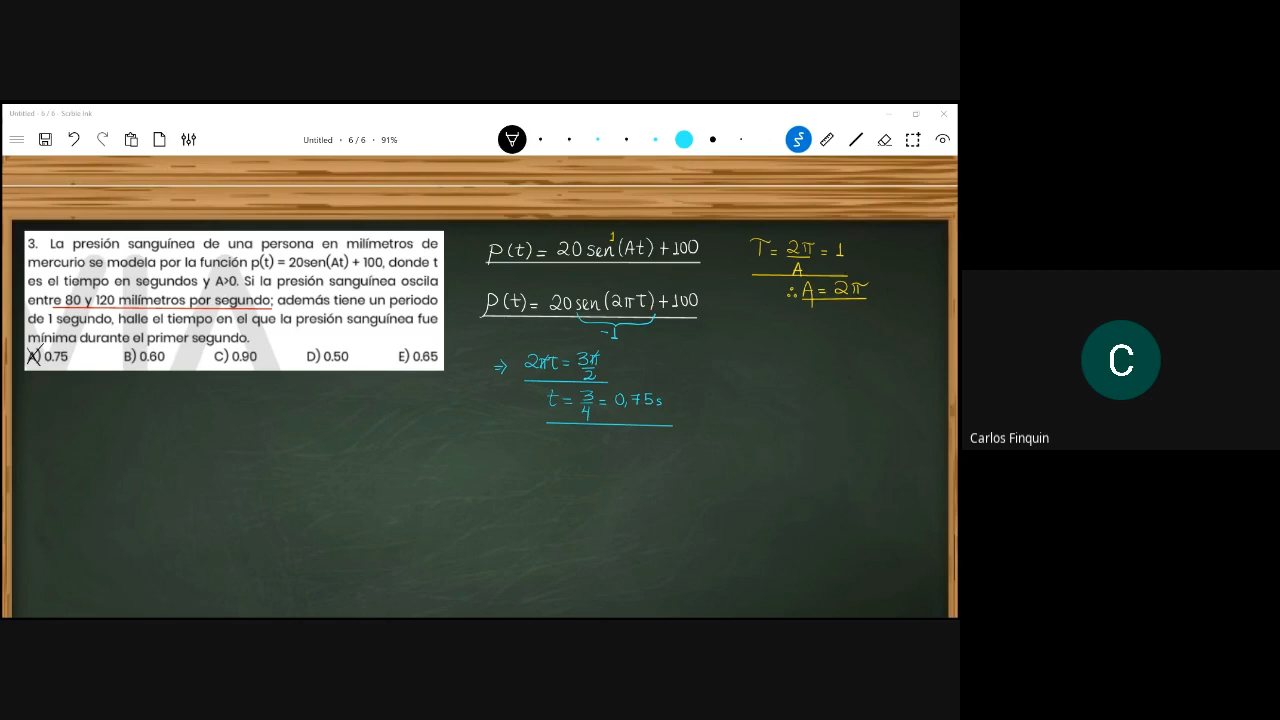 Untitled - 6 / 6 - Scrble Ink
Untitled • 6 / 6 • 91%
3. La presión sanguínea de una persona en milímetros de
mercurio se modela por la función p(t) = 20sen(At) + 100, donde t
es el tiempo en segundos y A>0. Si la presión sanguínea oscila
entre 80 y 120 milímetros por segundo; además tiene un periodo
de 1 segundo, halle el tiempo en el que la presión sanguínea fue
mínima durante el primer segundo.
A) 0.75 B) 0.60 C) 0.90 D) 0.50 E) 0.65
P(t) = 20 sen¹(At) + 100
P(t) = 20 sen(2πt) + 100
-1
⇒ 2πt = 3π/2
t = 3/4 = 0,75s
T = 2π/A = 1
∴ A = 2π
C
Carlos Finquin